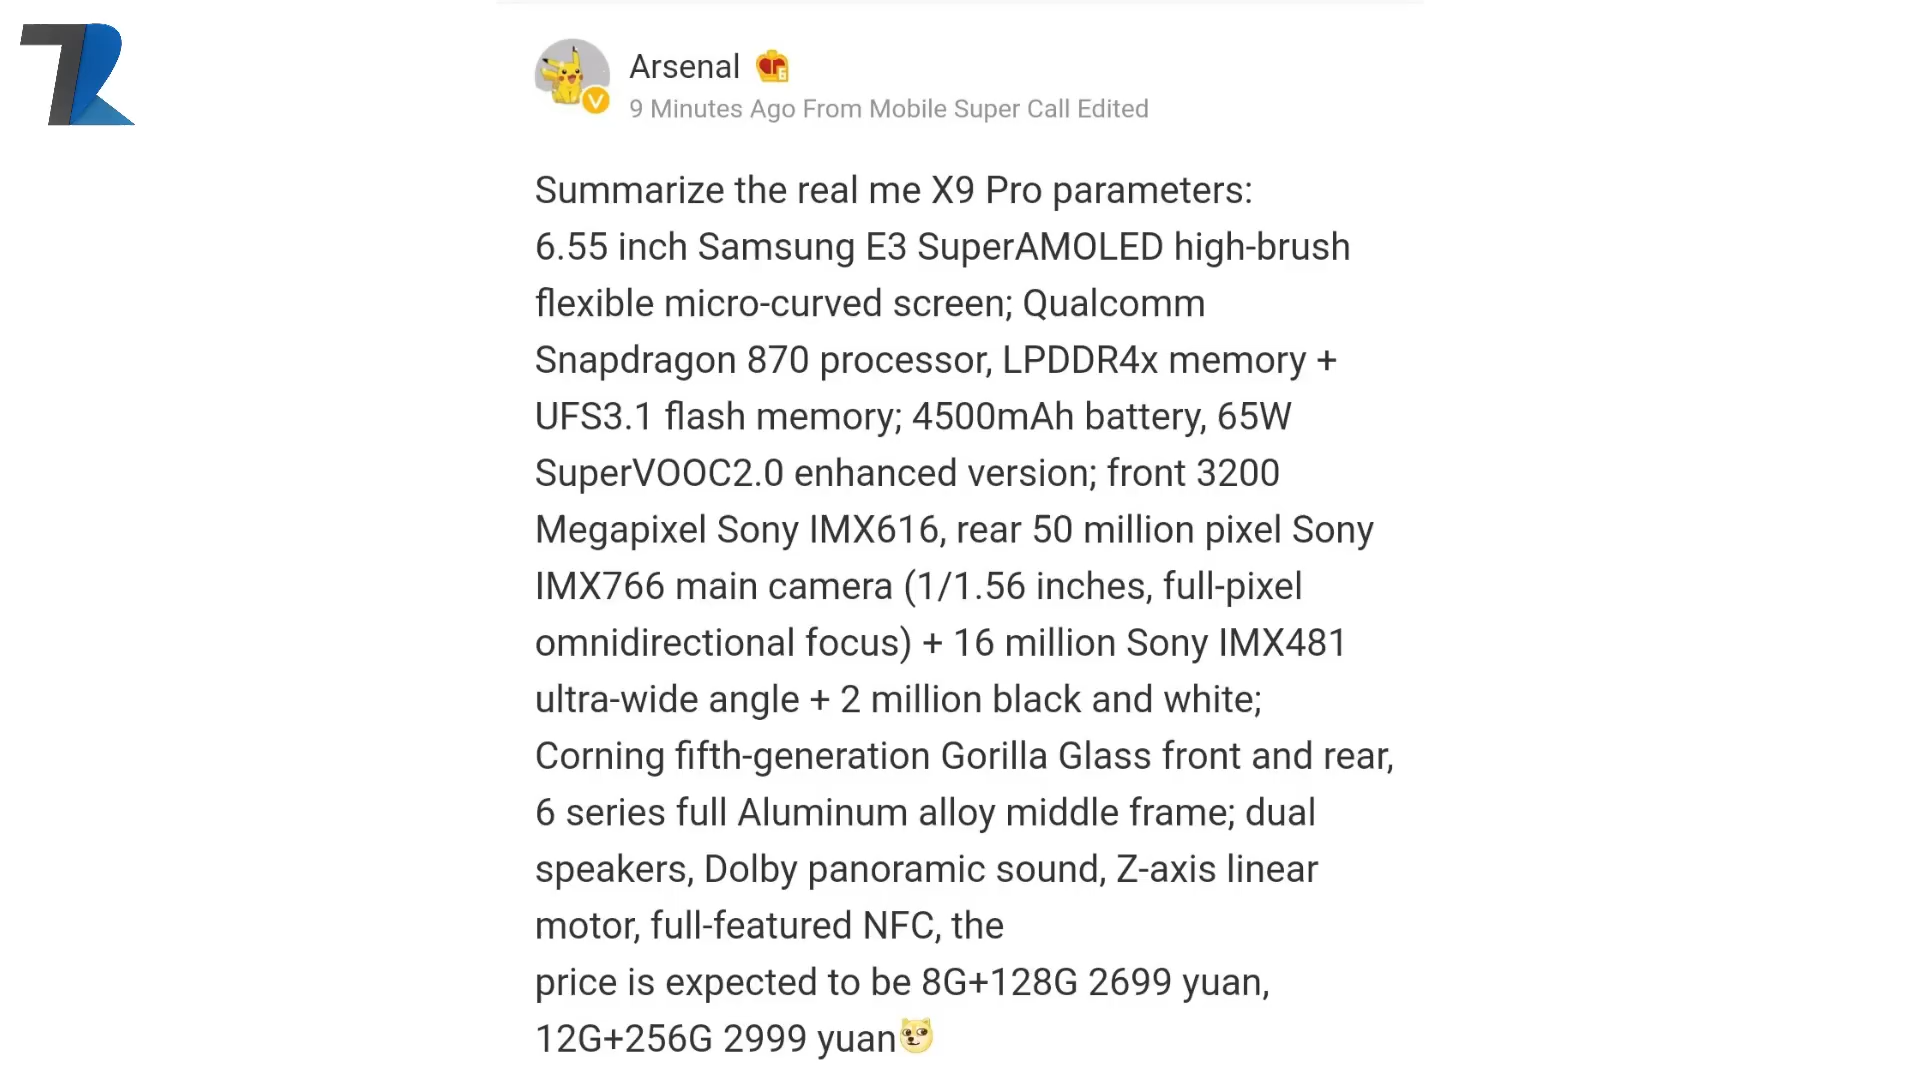 Arsenal
9 Minutes Ago From Mobile Super Call Edited
Summarize the real me X9 Pro parameters:
6.55 inch Samsung E3 SuperAMOLED high-brush
flexible micro-curved screen; Qualcomm
Snapdragon 870 processor, LPDDR4x memory +
UFS3.1 flash memory; 4500mAh battery, 65W
SuperVOOC2.0 enhanced version; front 3200
Megapixel Sony IMX616, rear 50 million pixel Sony
IMX766 main camera (1/1.56 inches, full-pixel
omnidirectional focus) + 16 million Sony IMX481
ultra-wide angle + 2 million black and white;
Corning fifth-generation Gorilla Glass front and rear,
6 series full Aluminum alloy middle frame; dual
speakers, Dolby panoramic sound, Z-axis linear
motor, full-featured NFC, the
price is expected to be 8G+128G 2699 yuan,
12G+256G 2999 yuan